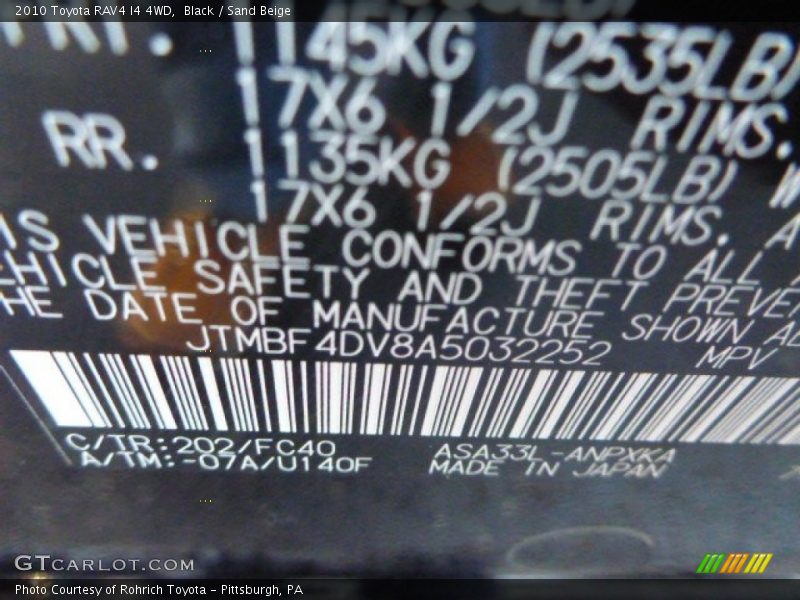 2010 Toyota RAV4 I4 4WD, Black / Sand Beige
1145KG (2535LB)
17X6 1/2J RIMS.
RR. 1135KG (2505LB)
17X6 1/2J RIMS.
IS VEHICLE CONFORMS TO ALL
EHICLE SAFETY AND THEFT PREVE
HE DATE OF MANUFACTURE SHOWN
JTMBF4DV8A5032252 MPV
C/TR:202/FC40 ASA33L-ANPXKA
A/TM:-07A/U140F MADE IN JAPAN
GTCARLOT.COM
Photo Courtesy of Rohrich Toyota - Pittsburgh, PA